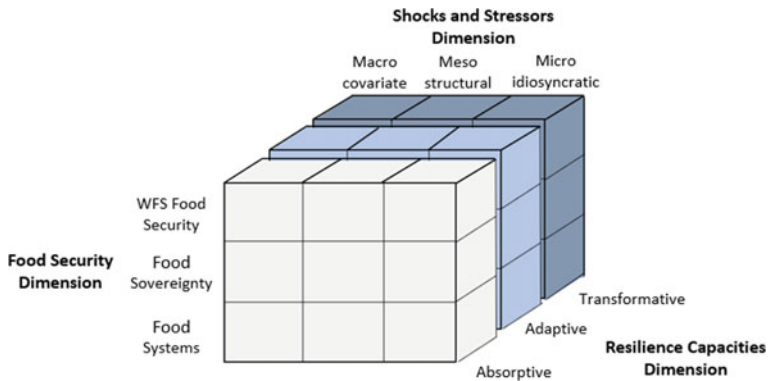 Shocks and Stressors
Dimension
Macro
covariate
Meso
structural
Micro
idiosyncratic
WFS Food
Security
Food Security
Dimension
Food
Sovereignty
Food
Systems
Transformative
Adaptive
Absorptive
Resilience Capacities
Dimension